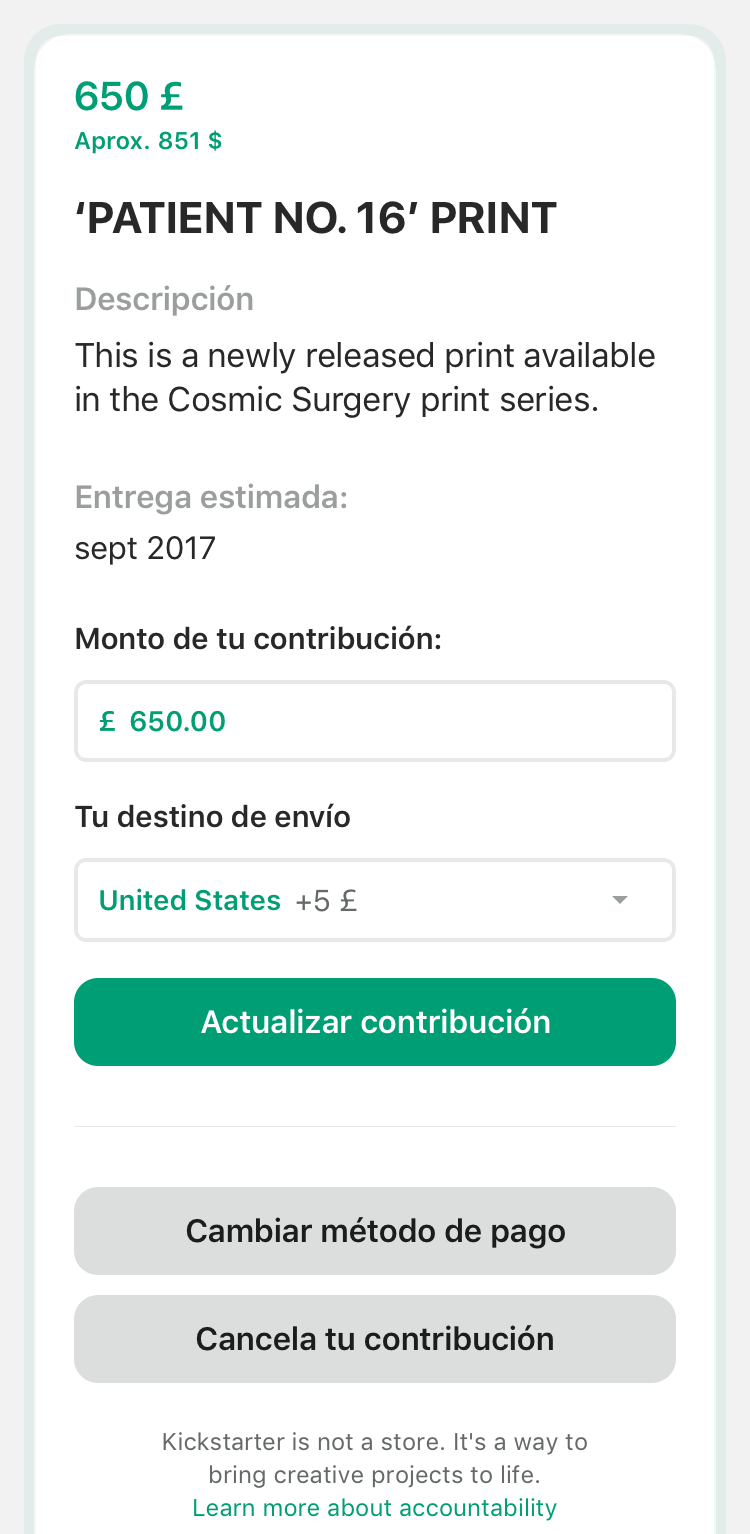 650 £
Aprox. 851 $
‘PATIENT NO. 16’ PRINT
Descripción
This is a newly released print available
in the Cosmic Surgery print series.
Entrega estimada:
sept 2017
Monto de tu contribución:
£ 650.00
Tu destino de envío
United States +5 £
Actualizar contribución
Cambiar método de pago
Cancela tu contribución
Kickstarter is not a store. It's a way to
bring creative projects to life.
Learn more about accountability